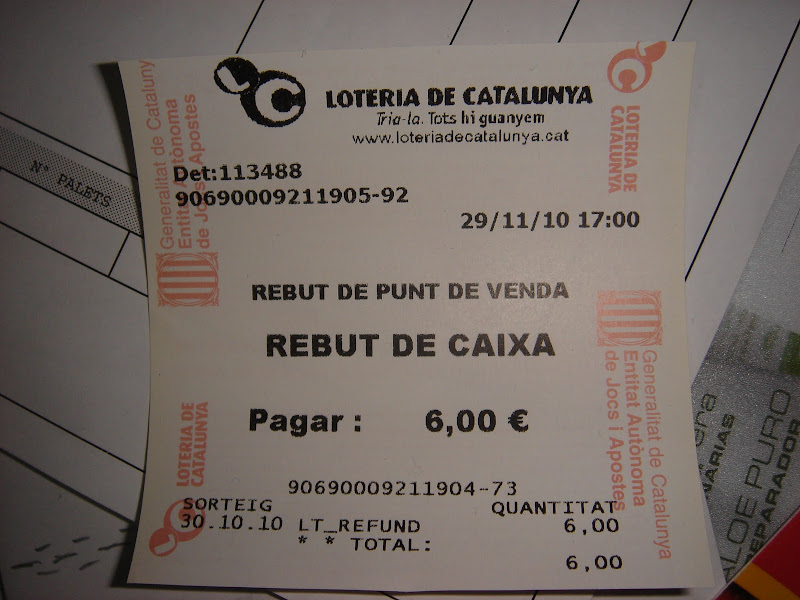 LOTERIA DE CATALUNYA
Tria-la. Tots hi guanyem
www.loteriadecatalunya.cat
Det:113488
90690009211905-92
29/11/10 17:00
REBUT DE PUNT DE VENDA
REBUT DE CAIXA
Pagar : 6,00 €
90690009211904-73
SORTEIG QUANTITAT
30.10.10 LT_REFUND 6,00
* * TOTAL:
6,00
Generalitat de Cataluny
Entitat Autònoma
de Jocs i Apostes
LOTERIA DE
CATALUNYA
LOTERIA DE
CATALUNYA
Generalitat de Catalunya
Entitat Autònoma
de Jocs i Apostes
Nº PALETS
NARIAS
ALOE PURO